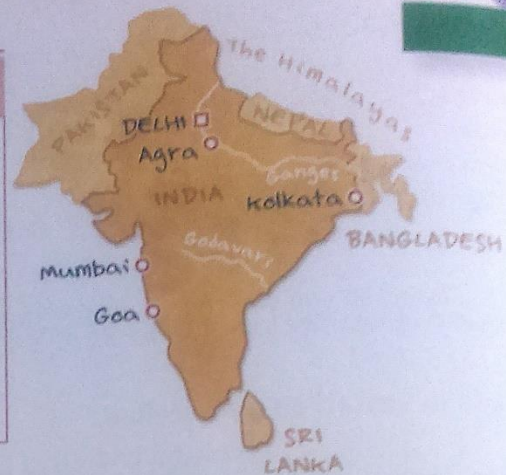 The Himalayas
PAKISTAN
NEPAL
DELHI
Agra
Ganges
INDIA
Kolkata
BANGLADESH
Godavari
Mumbai
Goa
SRI
LANKA